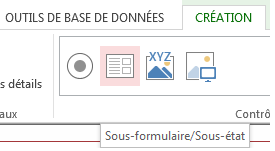 OUTILS DE BASE DE DONNÉES CRÉATION
XYZ
s détails
aux Contrô
Sous-formulaire/Sous-état